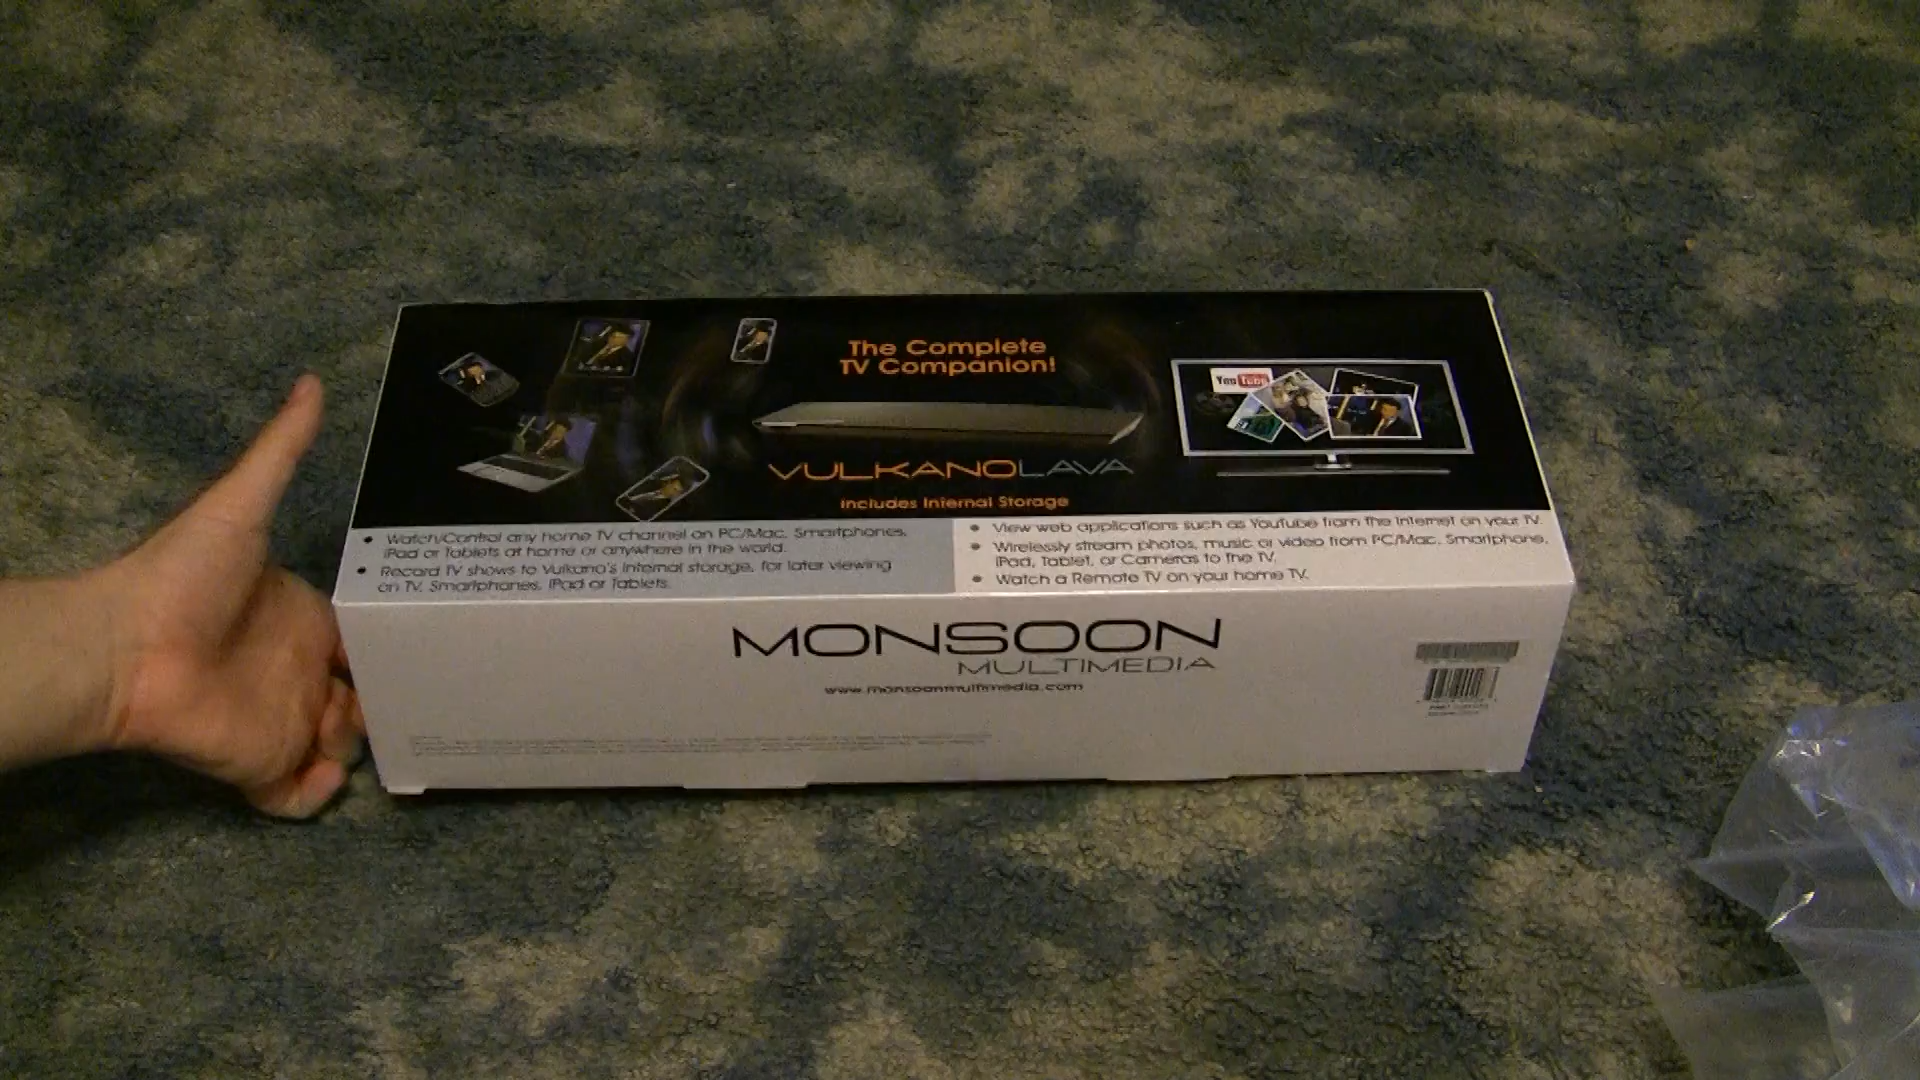 The Complete
TV Companion!
YouTube
VULKANOLAVA
Includes Internal Storage
• Watch/Control any home TV channel on PC/Mac, Smartphones,
iPad or Tablets at home or anywhere in the world.
• Record TV shows to Vulkano's internal storage, for later viewing
on TV, Smartphones, iPad or Tablets.
• View web applications such as YouTube from the Internet on your TV.
• Wirelessly stream photos, music or video from PC/Mac, Smartphone,
iPad, Tablet, or Cameras to the TV.
• Watch a Remote TV on your home TV.
MONSOON
MULTIMEDIA
www.monsoonmultimedia.com